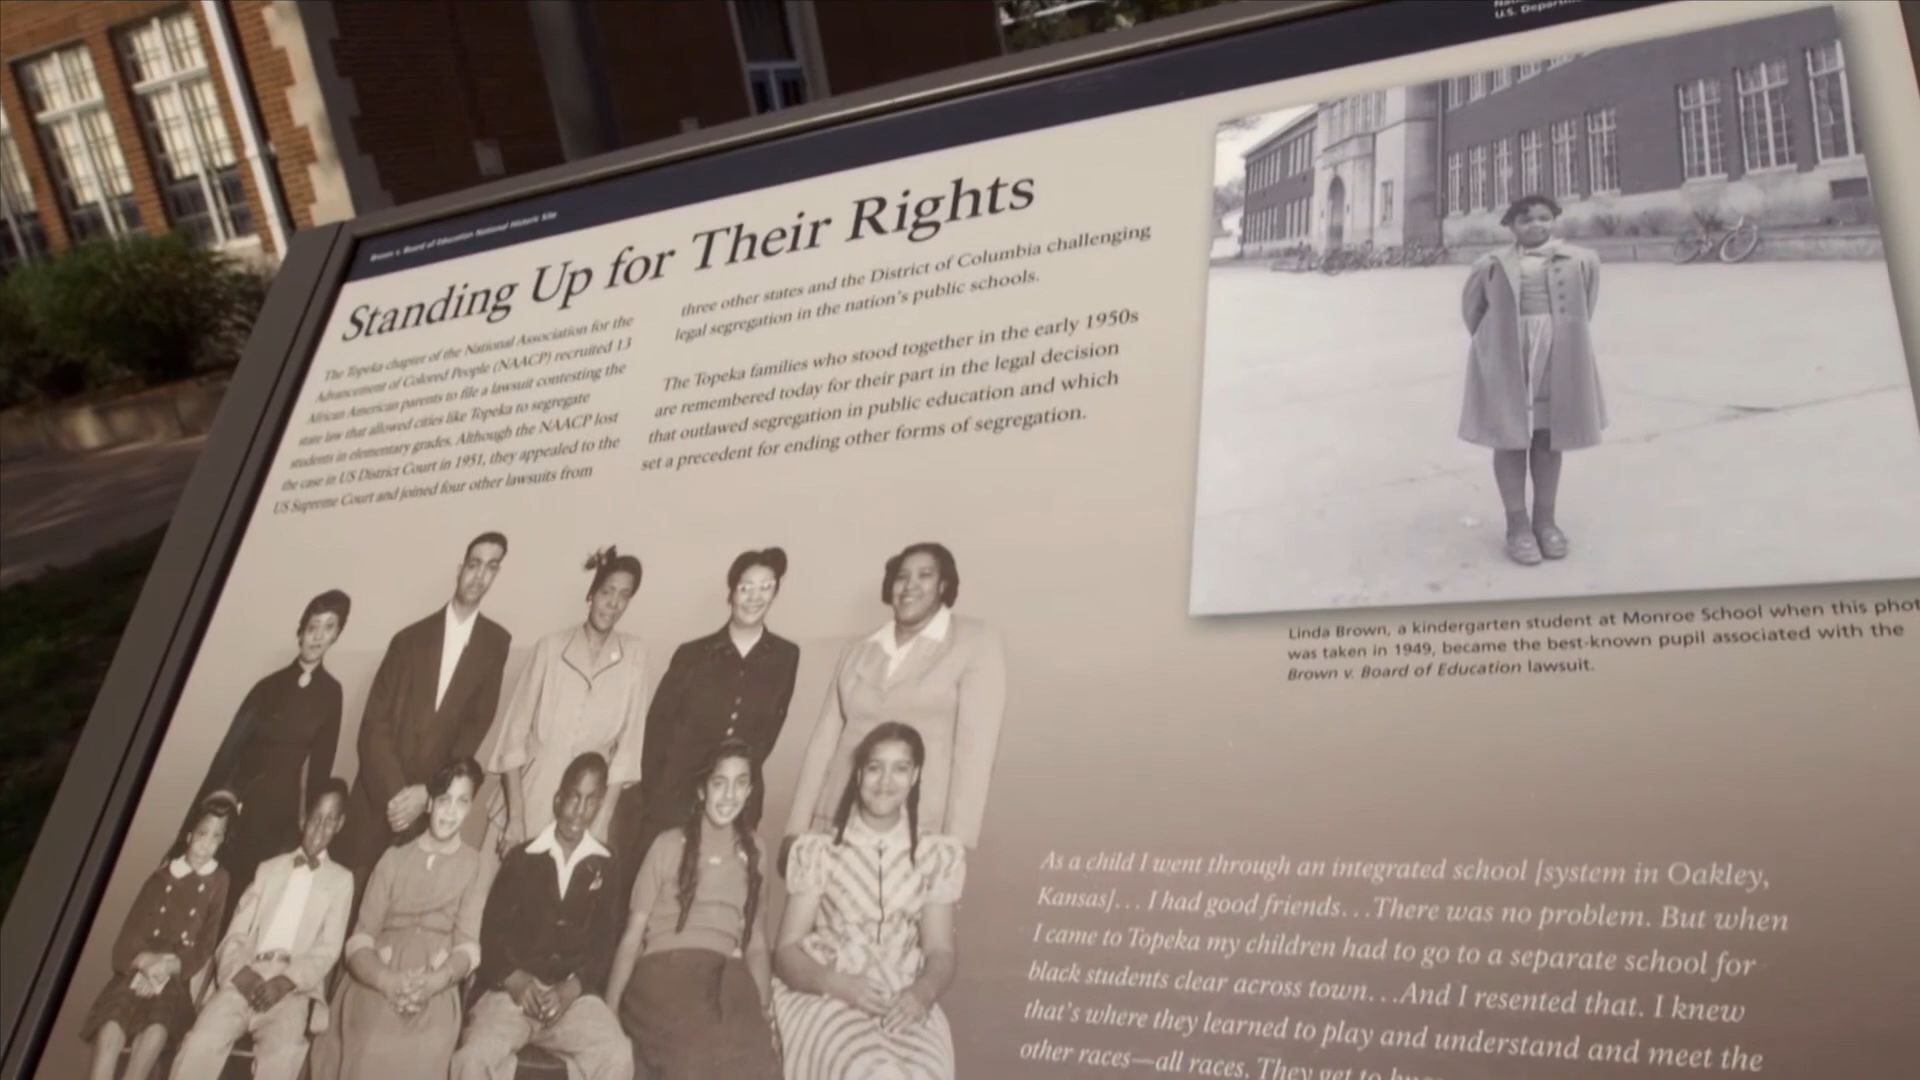 U.S. Depart
Brown v. Board of Education National Historic Site
Standing Up for Their Rights
The Topeka chapter of the National Association for the
Advancement of Colored People (NAACP) recruited 13
African American parents to file a lawsuit contesting the
state law that allowed cities like Topeka to segregate
students in elementary grades. Although the NAACP lost
the case in US District Court in 1951, they appealed to the
US Supreme Court and joined four other lawsuits from
three other states and the District of Columbia challenging
legal segregation in the nation's public schools.
The Topeka families who stood together in the early 1950s
are remembered today for their part in the legal decision
that outlawed segregation in public education and which
set a precedent for ending other forms of segregation.
Linda Brown, a kindergarten student at Monroe School when this phot
was taken in 1949, became the best-known pupil associated with the
Brown v. Board of Education lawsuit.
As a child I went through an integrated school [system in Oakley,
Kansas]... I had good friends...There was no problem. But when
I came to Topeka my children had to go to a separate school for
black students clear across town...And I resented that. I knew
that's where they learned to play and understand and meet the
other races—all races. They get to